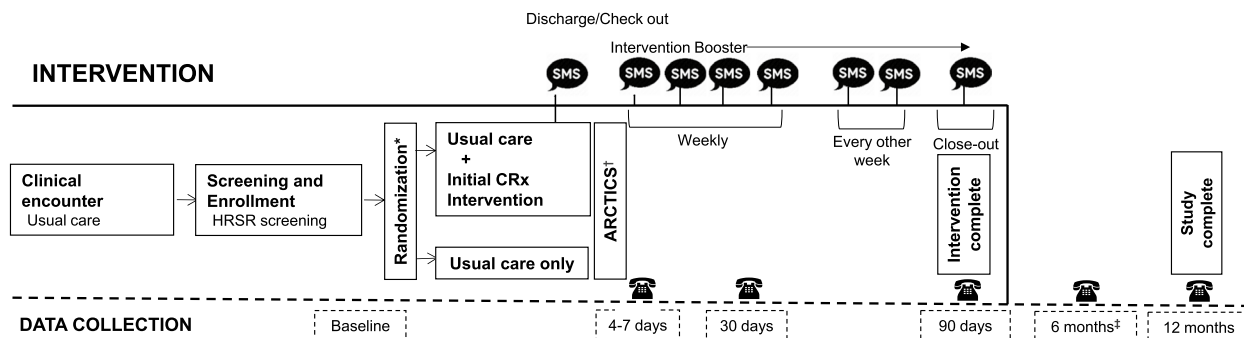 Discharge/Check out
Intervention Booster
INTERVENTION
SMS SMS SMS SMS SMS SMS SMS SMS
Weekly
Every other
week
Close-out
Clinical
encounter
Usual care
Screening and
Enrollment
HRSR screening
Randomization*
Usual care
+
Initial CRx
Intervention
Usual care only
ARCTICS†
Intervention
complete
Study
complete
DATA COLLECTION
Baseline
4-7 days
30 days
90 days
6 months‡
12 months